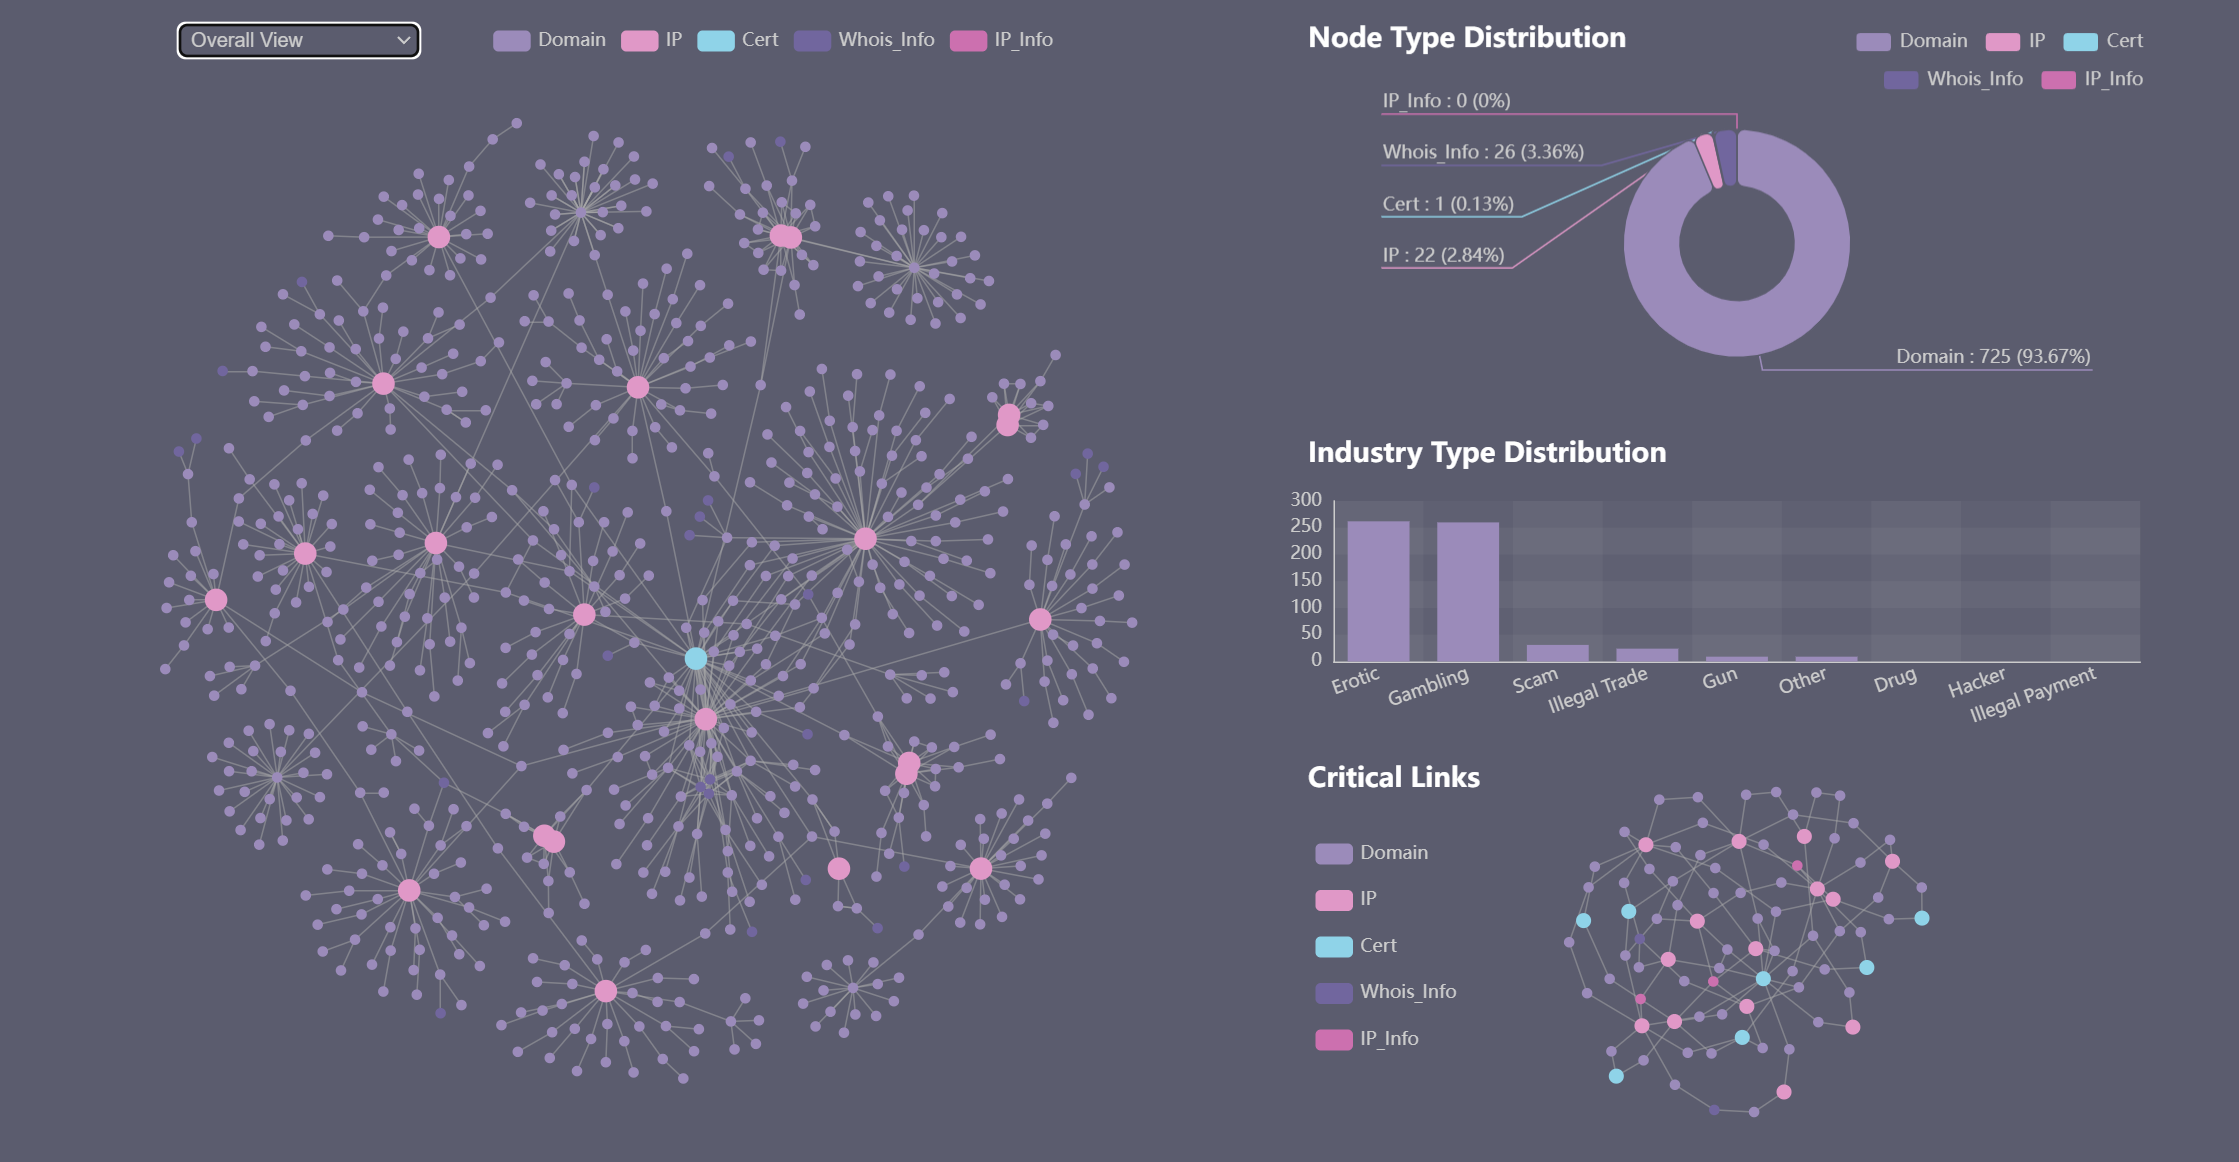 Overall View
Domain IP Cert Whois_Info IP_Info
Node Type Distribution
Domain IP Cert
Whois_Info IP_Info
IP_Info : 0 (0%)
Whois_Info : 26 (3.36%)
Cert : 1 (0.13%)
IP : 22 (2.84%)
Domain : 725 (93.67%)
Industry Type Distribution
300
250
200
150
100
50
0
Erotic Gambling Scam Illegal Trade Gun Other Drug Hacker Illegal Payment
Critical Links
Domain
IP
Cert
Whois_Info
IP_Info